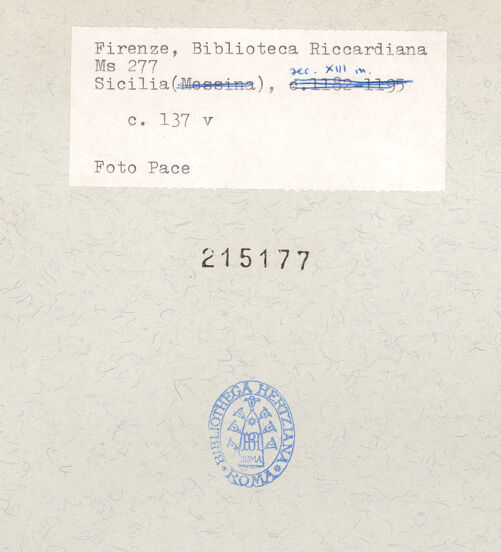 Firenze, Biblioteca Riccardiana
Ms 277
sec. XIII in.
Sicilia(Messina), c.1182-1195
c. 137 v
Foto Pace
215177
BIBLIOTHECA HERTZIANA
ROMA
ROMA